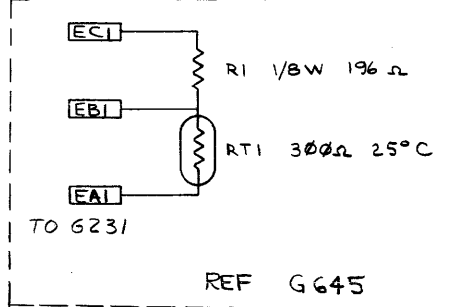 EC1
R1 1/8W 196 Ω
EB1
RT1 300Ω 25°C
EA1
TO G231
REF G645